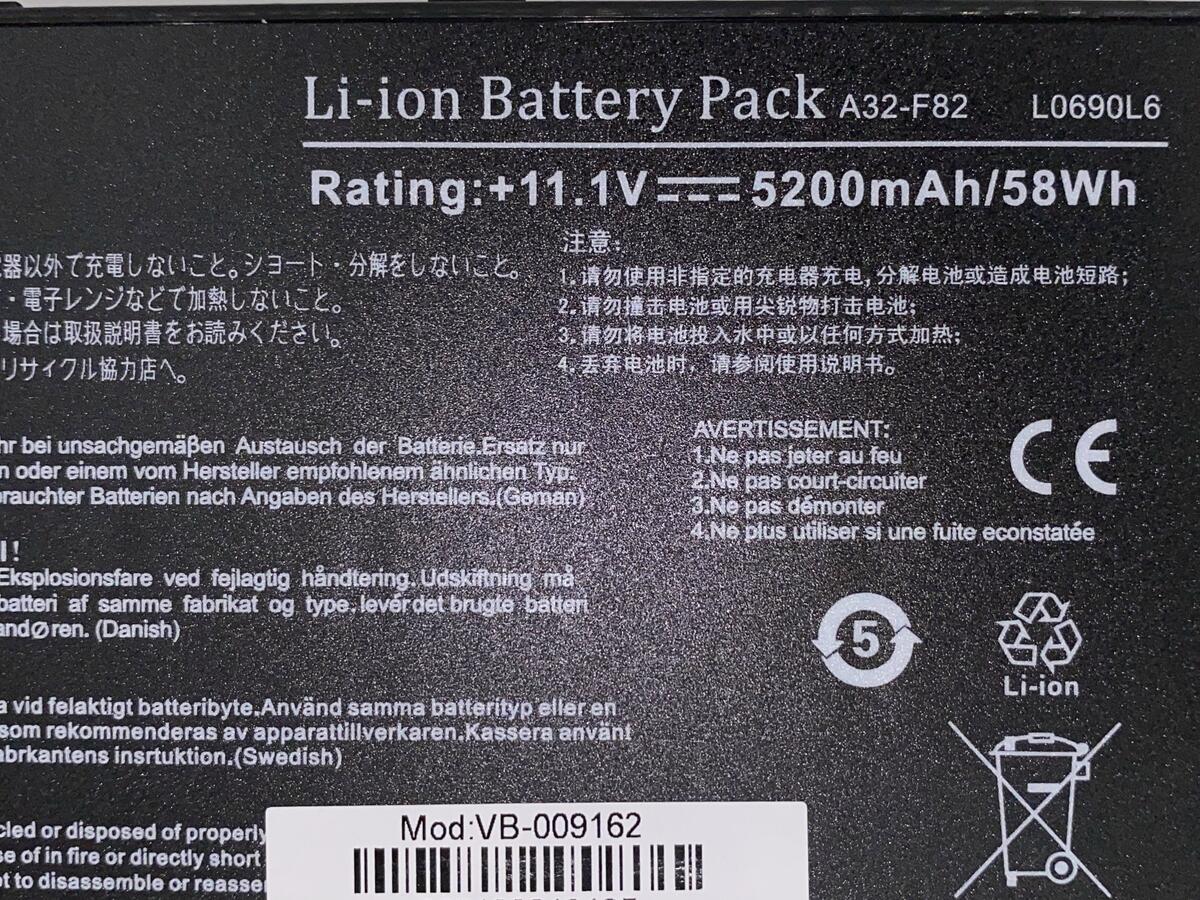 Li-ion Battery Pack A32-F82 L0690L6
Rating:+11.1V 5200mAh/58Wh
器以外で充電しないこと。ショート・分解をしないこと。
・電子レンジなどで加熱しないこと。
場合は取扱説明書をお読みください。
リサイクル協力店へ。
注意：
1.请勿使用非指定的充电器充电,分解电池或造成电池短路;
2.请勿撞击电池或用尖锐物打击电池;
3.请勿将电池投入水中或以任何方式加热;
4.丢弃电池时，请参阅使用说明书。
hr bei unsachgemäβen Austausch der Batterie.Ersatz nur
n oder einem vom Hersteller empfohlenem ähnlichen Typ.
brauchter Batterien nach Angaben des Herstellers.(Geman)
AVERTISSEMENT:
1.Ne pas jeter au feu
2.Ne pas court-circuiter
3.Ne pas démonter
4.Ne plus utiliser si une fuite econstatée
CE
!
Eksplosionsfare ved fejlagtig håndtering. Udskiftning må
batteri af samme fabrikat og type.levér det brugte batteri
andØren. (Danish)
5
Li-ion
a vid felaktigt batteribyte.Använd samma batterityp eller en
som rekommenderas av apparattillverkaren.Kassera använt
abrkantens insrtuktion.(Swedish)
cled or disposed of properly
se of in fire or directly short
ot to disassemble or reasse
Mod:VB-009162